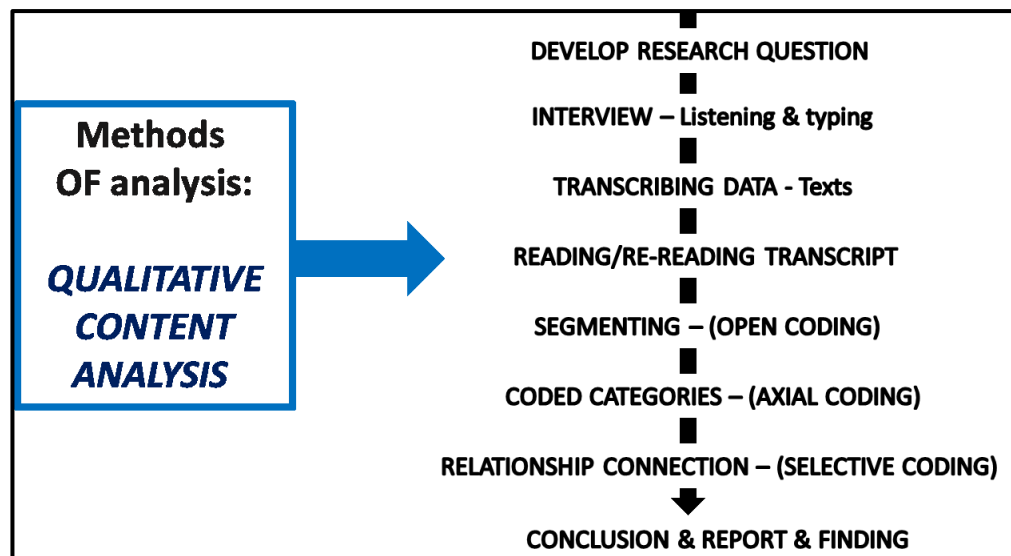 Methods
OF analysis:
QUALITATIVE
CONTENT
ANALYSIS
DEVELOP RESEARCH QUESTION
INTERVIEW – Listening & typing
TRANSCRIBING DATA - Texts
READING/RE-READING TRANSCRIPT
SEGMENTING – (OPEN CODING)
CODED CATEGORIES – (AXIAL CODING)
RELATIONSHIP CONNECTION – (SELECTIVE CODING)
CONCLUSION & REPORT & FINDING